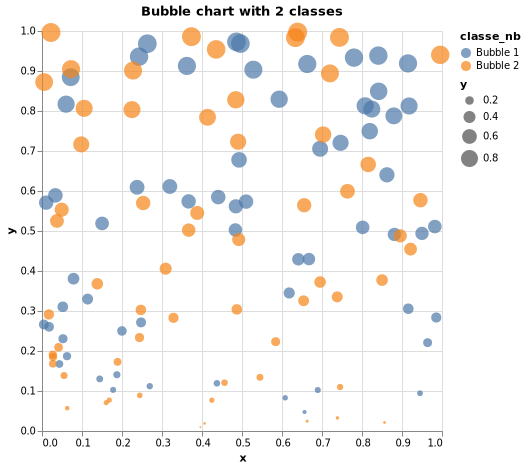 Bubble chart with 2 classes
1.0
0.9
0.8
0.7
0.6
0.5
0.4
0.3
0.2
0.1
0.0
y
0.0 0.1 0.2 0.3 0.4 0.5 0.6 0.7 0.8 0.9 1.0
x
classe_nb
Bubble 1
Bubble 2
y
0.2
0.4
0.6
0.8